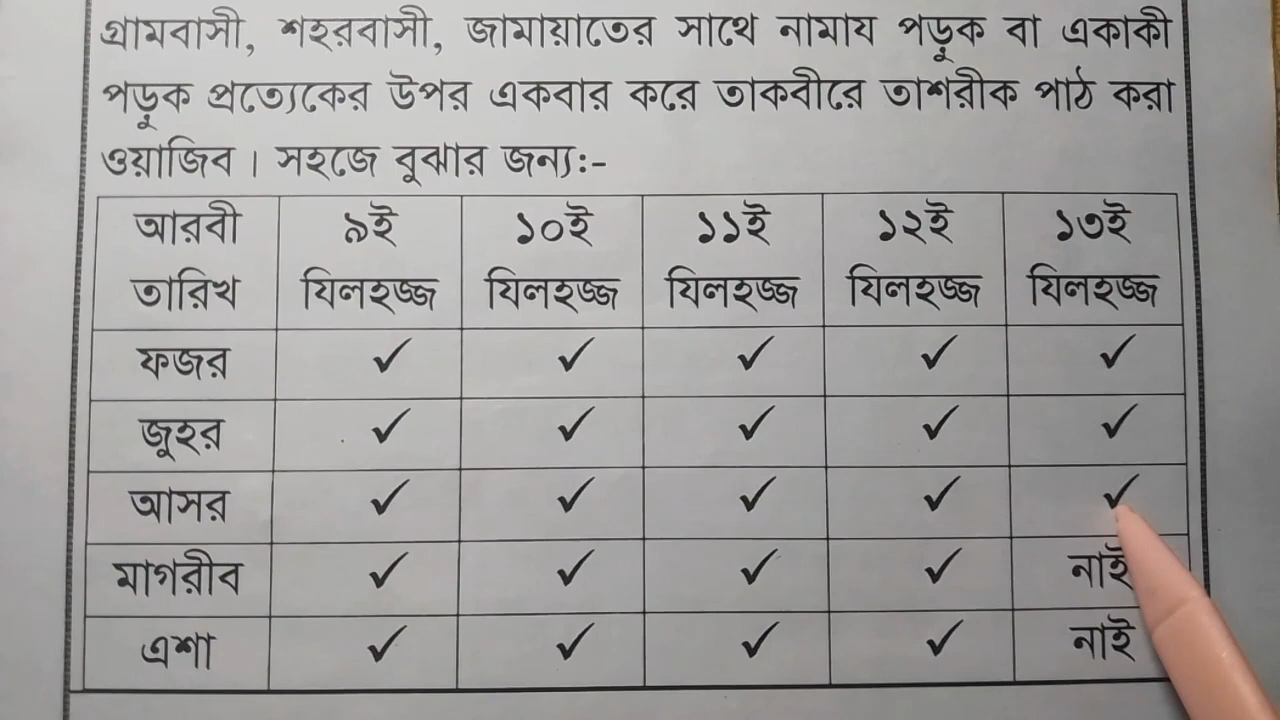 গ্রামবাসী, শহরবাসী, জামায়াতের সাথে নামায পড়ুক বা একাকী
পড়ুক প্রত্যেকের উপর একবার করে তাকবীরে তাশরীক পাঠ করা
ওয়াজিব। সহজে বুঝার জন্য:-
আরবী ৯ই ১০ই ১১ই ১২ই ১৩ই
তারিখ যিলহজ্জ যিলহজ্জ যিলহজ্জ যিলহজ্জ যিলহজ্জ
ফজর ✓ ✓ ✓ ✓ ✓
জুহর ✓ ✓ ✓ ✓ ✓
আসর ✓ ✓ ✓ ✓ ✓
মাগরীব ✓ ✓ ✓ ✓ নাই
এশা ✓ ✓ ✓ ✓ নাই